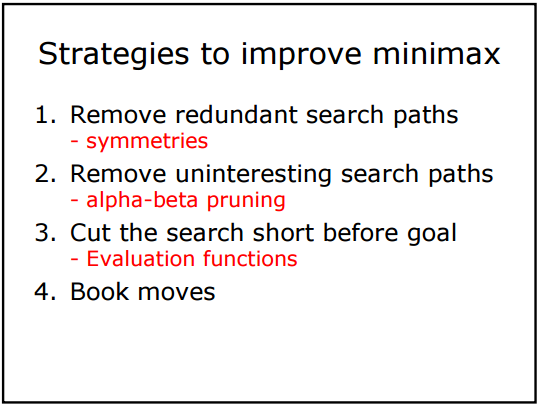 Strategies to improve minimax
1. Remove redundant search paths
- symmetries
2. Remove uninteresting search paths
- alpha-beta pruning
3. Cut the search short before goal
- Evaluation functions
4. Book moves